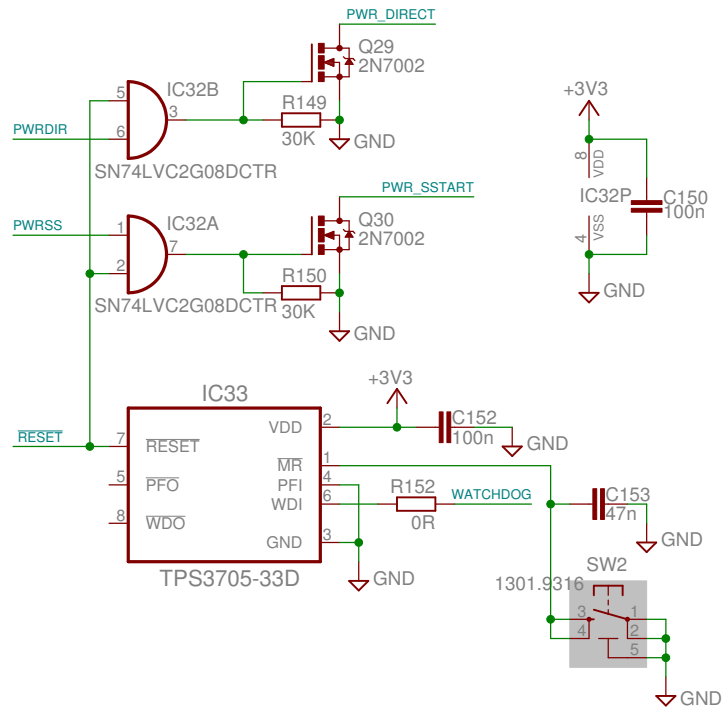 PWR_DIRECT
Q29
2N7002
IC32B
5
3
6
PWRDIR
R149
30K
GND
SN74LVC2G08DCTR
+3V3
8
VDD
IC32P
VSS
4
C150
100n
GND
PWR_SSTART
Q30
2N7002
IC32A
PWRSS
1
7
2
R150
30K
GND
SN74LVC2G08DCTR
IC33
+3V3
RESET
7
RESET
VDD
2
C152
100n
GND
MR
1
5
PFO
PFI
4
WDI
6
R152
0R
WATCHDOG
C153
47n
GND
8
WDO
GND
3
GND
TPS3705-33D
SW2
1301.9316
3
1
4
2
5
GND